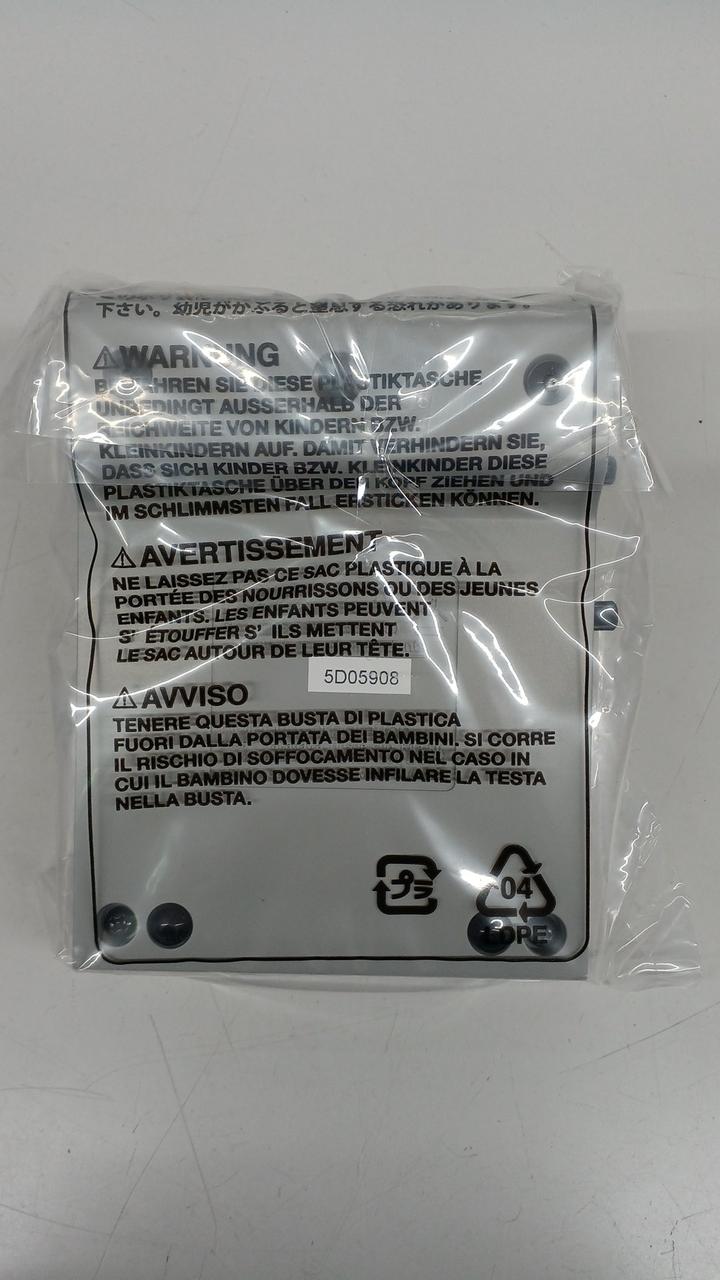 下さい。幼児がかぶると窒息する恐れがあります。
⚠WARNUNG
BEWAHREN SIE DIESE PLASTIKTASCHE
UNBEDINGT AUSSERHALB DER
REICHWEITE VON KINDERN BZW.
KLEINKINDERN AUF. DAMIT VERHINDERN SIE,
DASS SICH KINDER BZW. KLEINKINDER DIESE
PLASTIKTASCHE ÜBER DEN KOPF ZIEHEN UND
IM SCHLIMMSTEN FALL ERSTICKEN KÖNNEN.
⚠AVERTISSEMENT
NE LAISSEZ PAS CE SAC PLASTIQUE À LA
PORTÉE DES NOURRISSONS OU DES JEUNES
ENFANTS. LES ENFANTS PEUVENT
S' ÉTOUFFER S' ILS METTENT
LE SAC AUTOUR DE LEUR TÊTE.
5D05908
⚠AVVISO
TENERE QUESTA BUSTA DI PLASTICA
FUORI DALLA PORTATA DEI BAMBINI. SI CORRE
IL RISCHIO DI SOFFOCAMENTO NEL CASO IN
CUI IL BAMBINO DOVESSE INFILARE LA TESTA
NELLA BUSTA.
プラ
04
LDPE